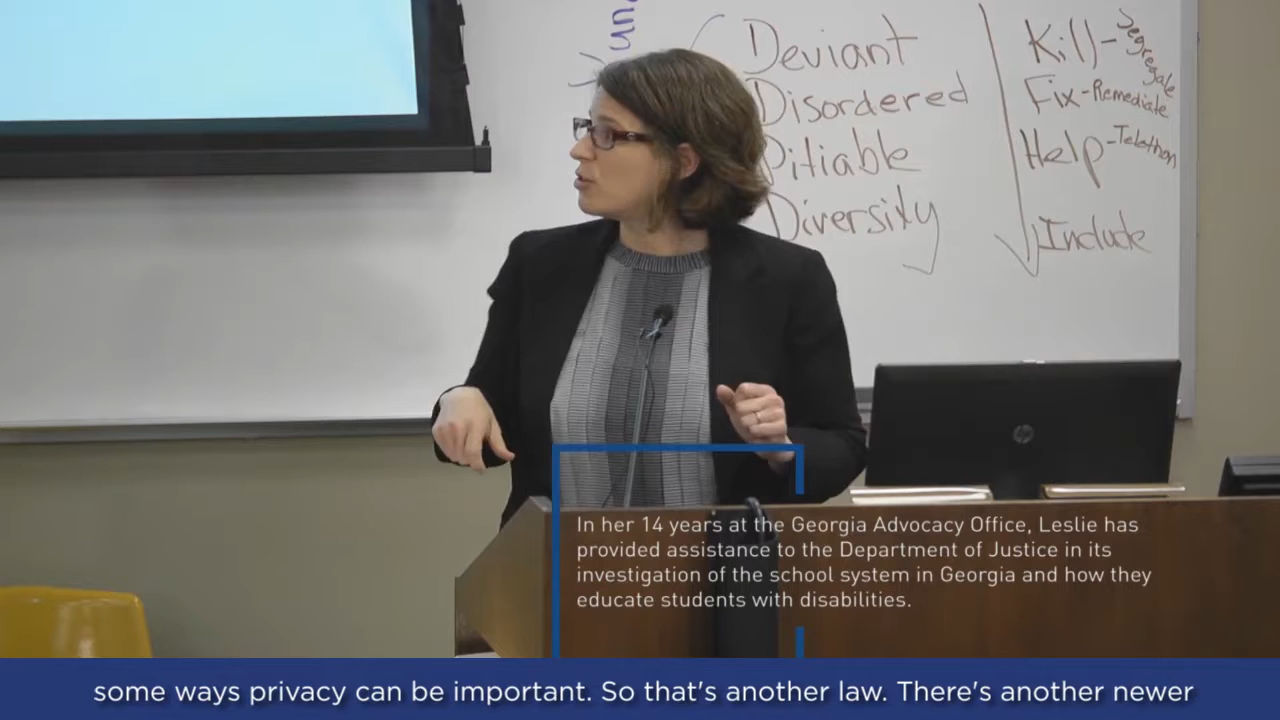 Deviant
Disordered
Pitiable
Diversity
Kill-Segregate
Fix-Remediate
Help-Telethon
Include
hp
In her 14 years at the Georgia Advocacy Office, Leslie has
provided assistance to the Department of Justice in its
investigation of the school system in Georgia and how they
educate students with disabilities.
some ways privacy can be important. So that's another law. There's another newer